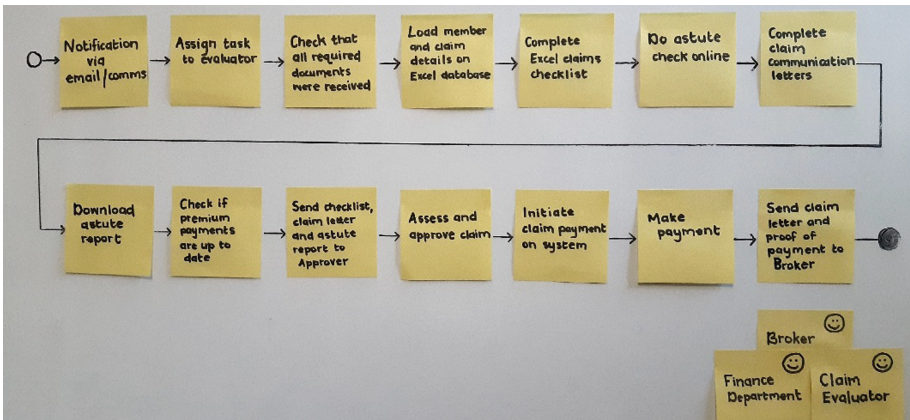 Notification
via
email/comms
Assign task
to evaluator
Check that
all required
documents
were received
Load member
and claim
details on
Excel database
Complete
Excel claims
checklist
Do astute
check online
Complete
claim
communication
letters
Download
astute
report
Check if
premium
payments
are up to
date
Send checklist,
claim letter
and astute
report to
Approver
Assess and
approve claim
Initiate
claim payment
on system
Make
payment
Send claim
letter and
proof of
payment to
Broker
Broker
Finance
Department
Claim
Evaluator